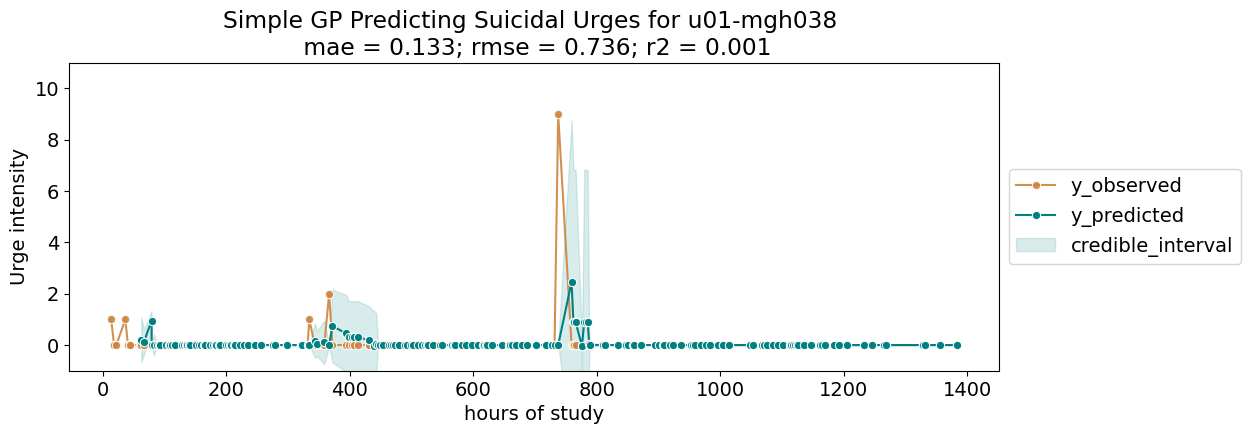 Simple GP Predicting Suicidal Urges for u01-mgh038
mae = 0.133; rmse = 0.736; r2 = 0.001
10
8
6
4
2
0
Urge intensity
0 200 400 600 800 1000 1200 1400
hours of study
y_observed
y_predicted
credible_interval